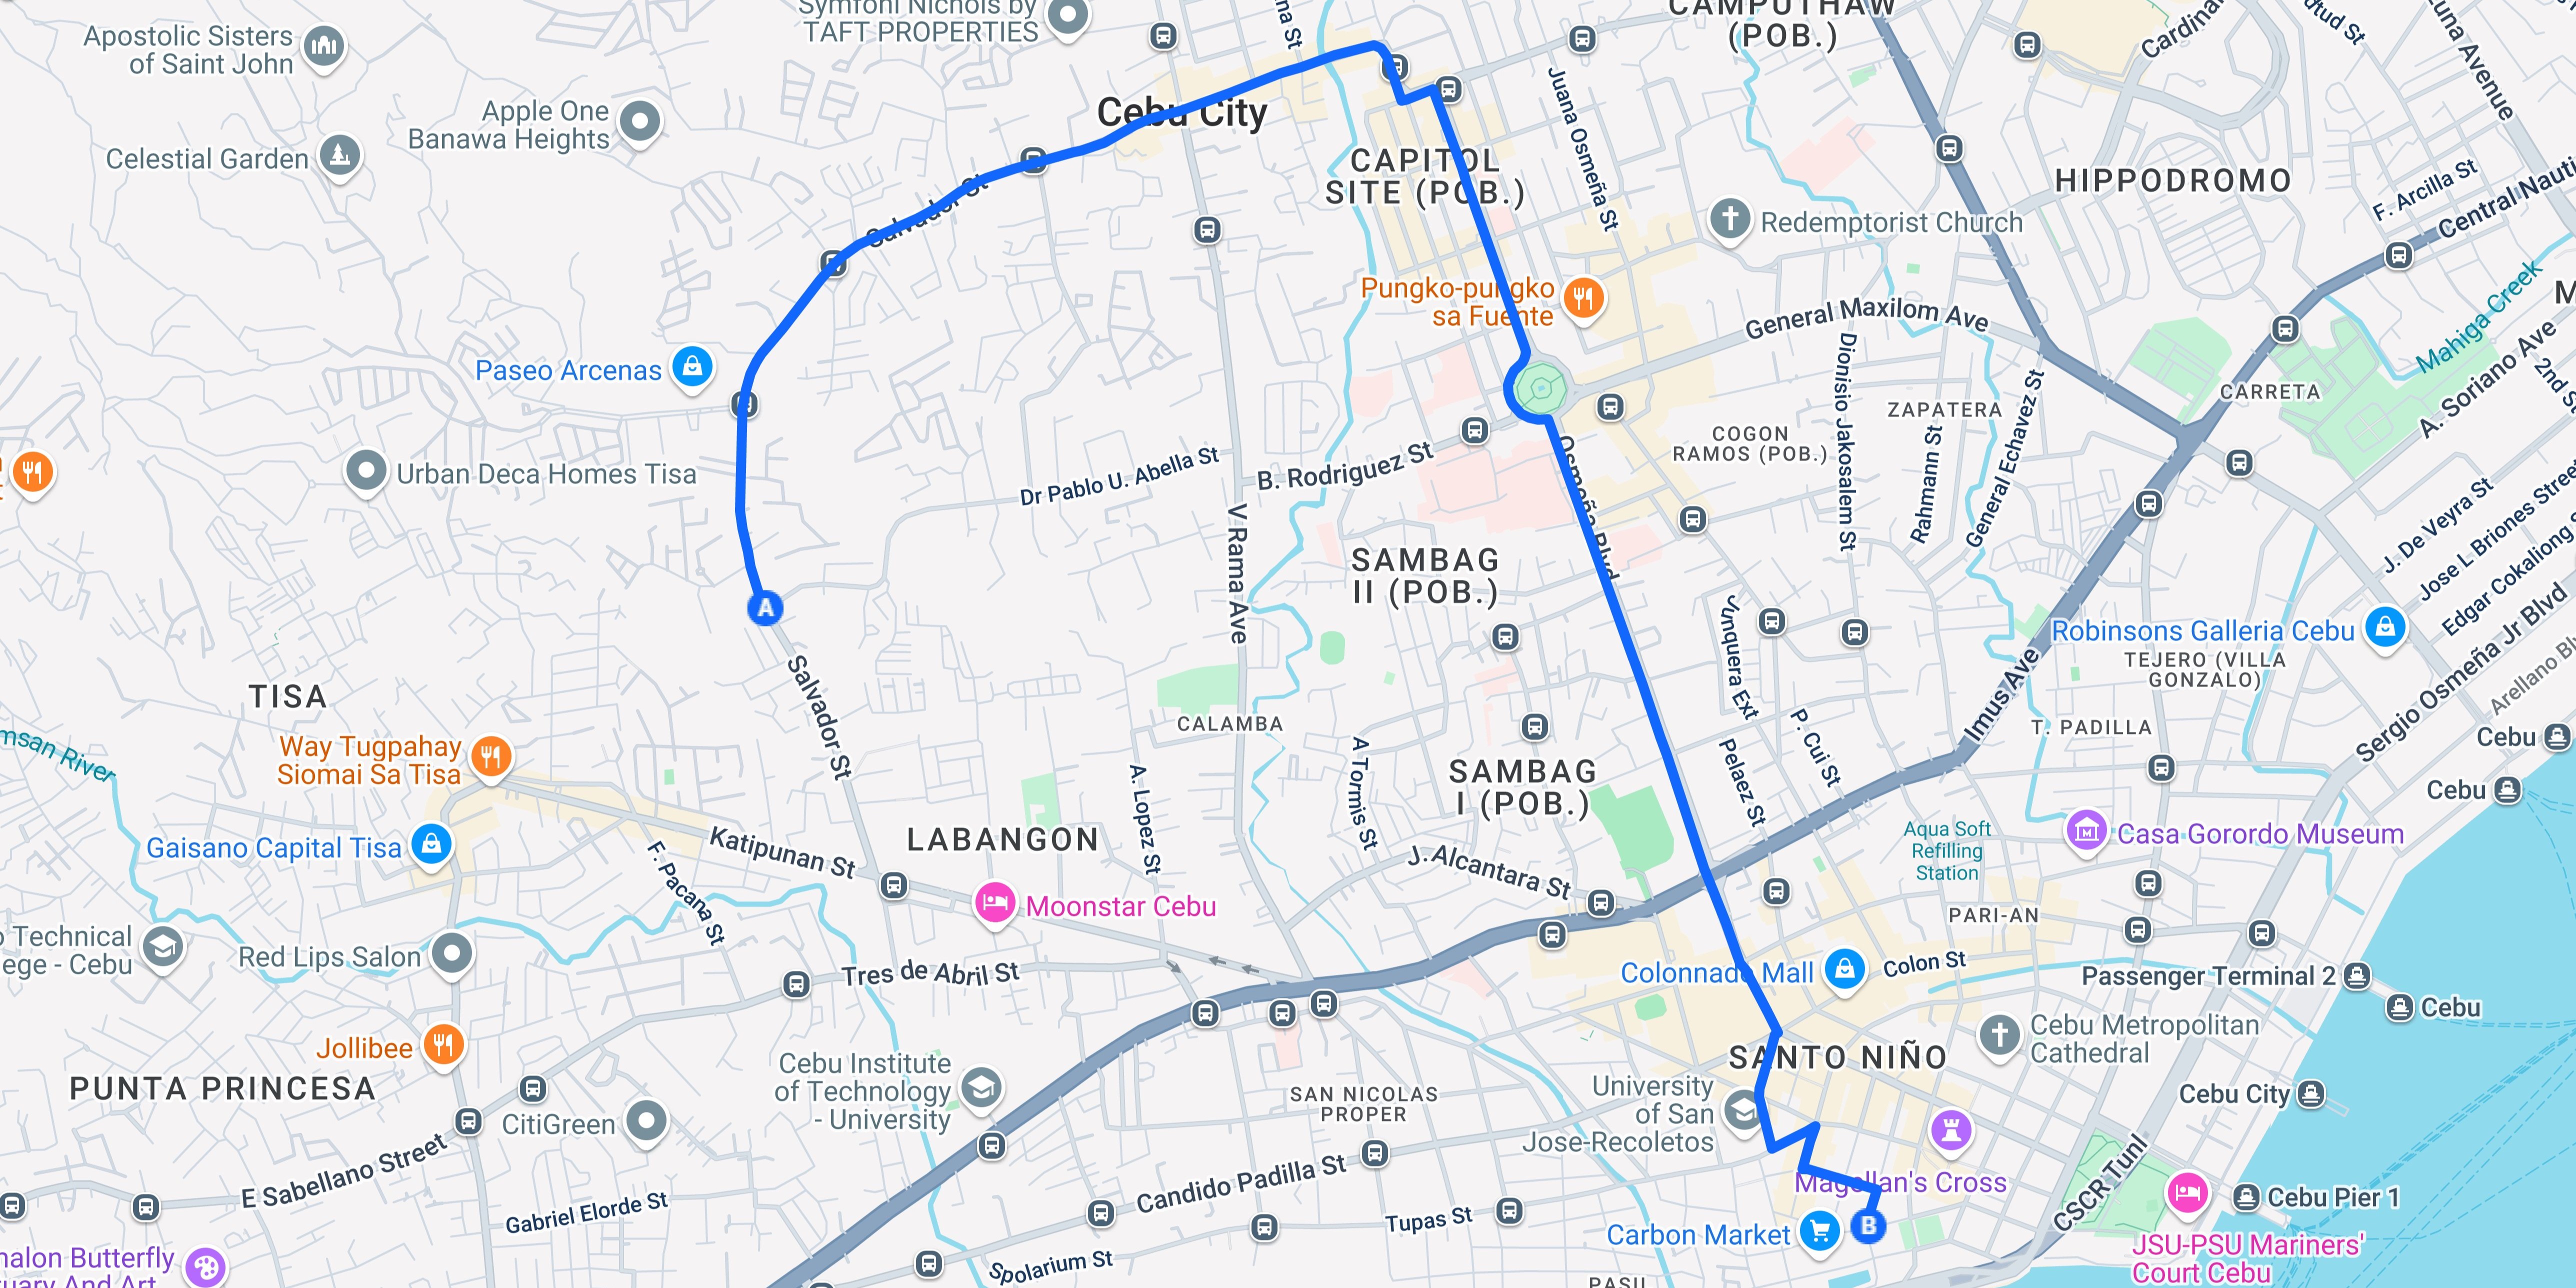 Symfoni Nichols by
TAFT PROPERTIES
CAMPUTHAW
(POB.)
Cardinal
Luna Avenue
Apostolic Sisters
of Saint John
Apple One
Banawa Heights
Celestial Garden
Cebu City
CAPITOL
SITE (POB.)
Juana Osmeña St
HIPPODROMO
F. Arcilla St
Central Nauti
Redemptorist Church
Salvador St
Mahiga Creek
Pungko-pungko
sa Fuente
General Maxilom Ave
A. Soriano Ave
2nd S
Paseo Arcenas
Dionisio Jakosalem St
ZAPATERA
CARRETA
Urban Deca Homes Tisa
Dr Pablo U. Abella St
B. Rodriguez St
Osmeña Blvd
COGON
RAMOS (POB.)
Rahmann St
General Echavez St
J. De Veyra St
Jose L Briones Street
Edgar Cokaliong
V Rama Ave
SAMBAG
II (POB.)
A
Junquera Ext
Robinsons Galleria Cebu
TEJERO (VILLA
GONZALO)
Sergio Osmeña Jr Blvd
Arellano Bl
TISA
Salvador St
CALAMBA
Imus Ave
T. PADILLA
Cebu
msan River
Way Tugpahay
Siomai Sa Tisa
A Tormis St
SAMBAG
I (POB.)
Pelaez St
P. Cui St
Cebu
A. Lopez St
Gaisano Capital Tisa
Katipunan St
LABANGON
F. Pacana St
J. Alcantara St
Aqua Soft
Refilling
Station
Casa Gorordo Museum
Moonstar Cebu
PARI-AN
Technical
ege - Cebu
Red Lips Salon
Tres de Abril St
Colonnade Mall
Colon St
Passenger Terminal 2
Cebu
Jollibee
Cebu Institute
of Technology
- University
SANTO NIÑO
Cebu Metropolitan
Cathedral
PUNTA PRINCESA
CitiGreen
SAN NICOLAS
PROPER
University
of San
Jose-Recoletos
Cebu City
E Sabellano Street
Candido Padilla St
Magellan's Cross
CSCR Tunl
Cebu Pier 1
Gabriel Elorde St
Tupas St
Carbon Market
B
JSU-PSU Mariners'
Court Cebu
Spolarium St